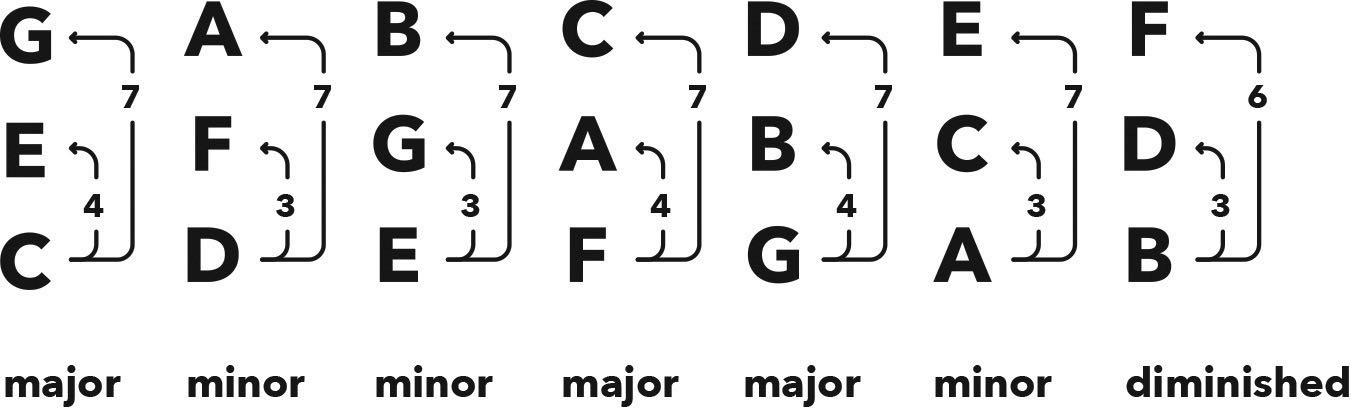 G A B C D E F
7 7 7 7 7 7 6
E F G A B C D
4 3 3 4 4 3 3
C D E F G A B
major minor minor major major minor diminished